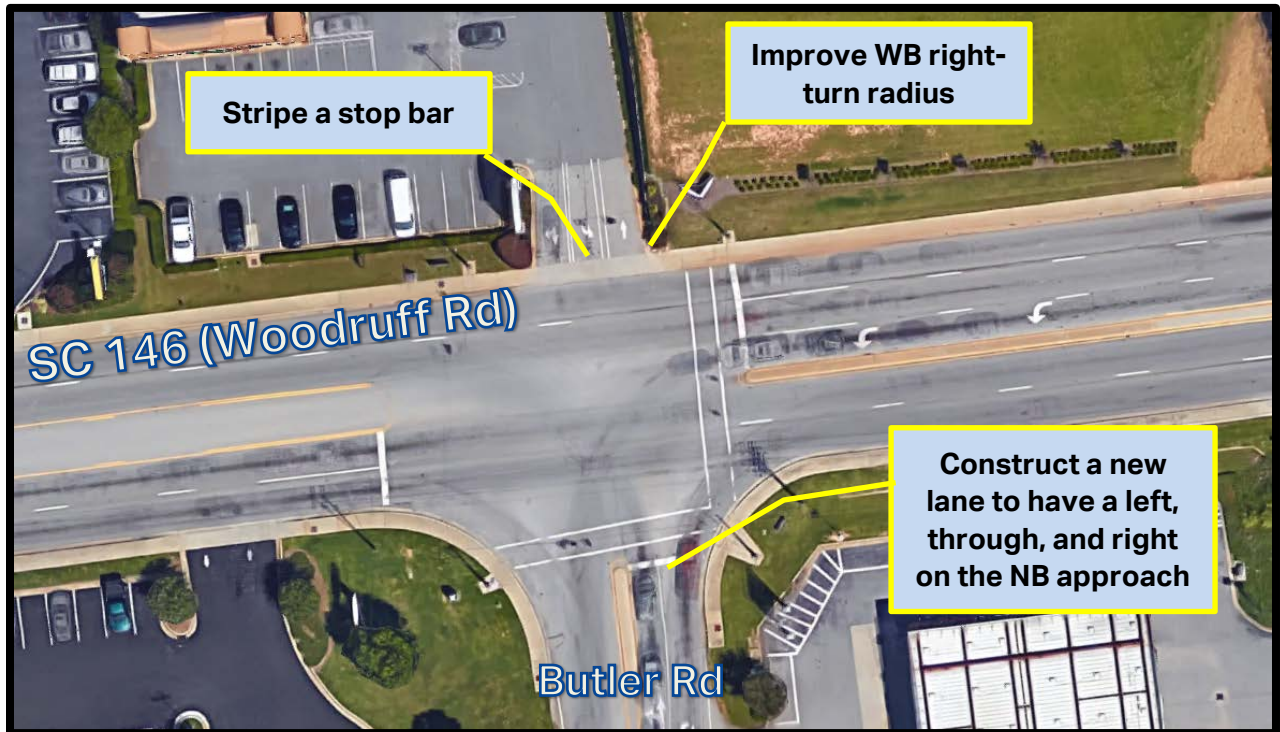 Improve WB right-
turn radius
Stripe a stop bar
SC 146 (Woodruff Rd)
Construct a new
lane to have a left,
through, and right
on the NB approach
Butler Rd